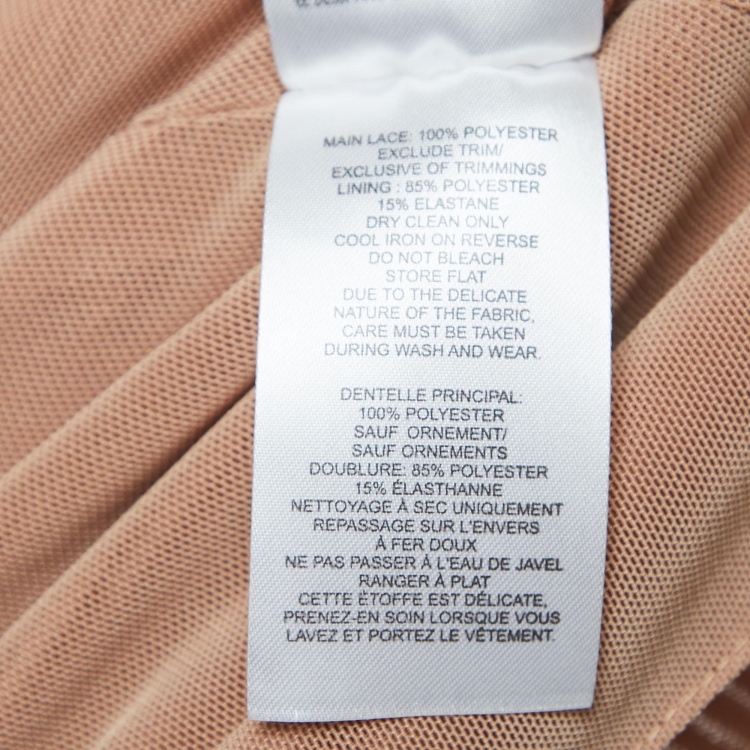 MAIN LACE: 100% POLYESTER
EXCLUDE TRIM/
EXCLUSIVE OF TRIMMINGS
LINING : 85% POLYESTER
15% ELASTANE
DRY CLEAN ONLY
COOL IRON ON REVERSE
DO NOT BLEACH
STORE FLAT
DUE TO THE DELICATE
NATURE OF THE FABRIC,
CARE MUST BE TAKEN
DURING WASH AND WEAR.
DENTELLE PRINCIPAL:
100% POLYESTER
SAUF ORNEMENT/
SAUF ORNEMENTS
DOUBLURE: 85% POLYESTER
15% ÉLASTHANNE
NETTOYAGE À SEC UNIQUEMENT
REPASSAGE SUR L'ENVERS
À FER DOUX
NE PAS PASSER À L'EAU DE JAVEL
RANGER À PLAT
CETTE ÉTOFFE EST DÉLICATE,
PRENEZ-EN SOIN LORSQUE VOUS
LAVEZ ET PORTEZ LE VÊTEMENT.